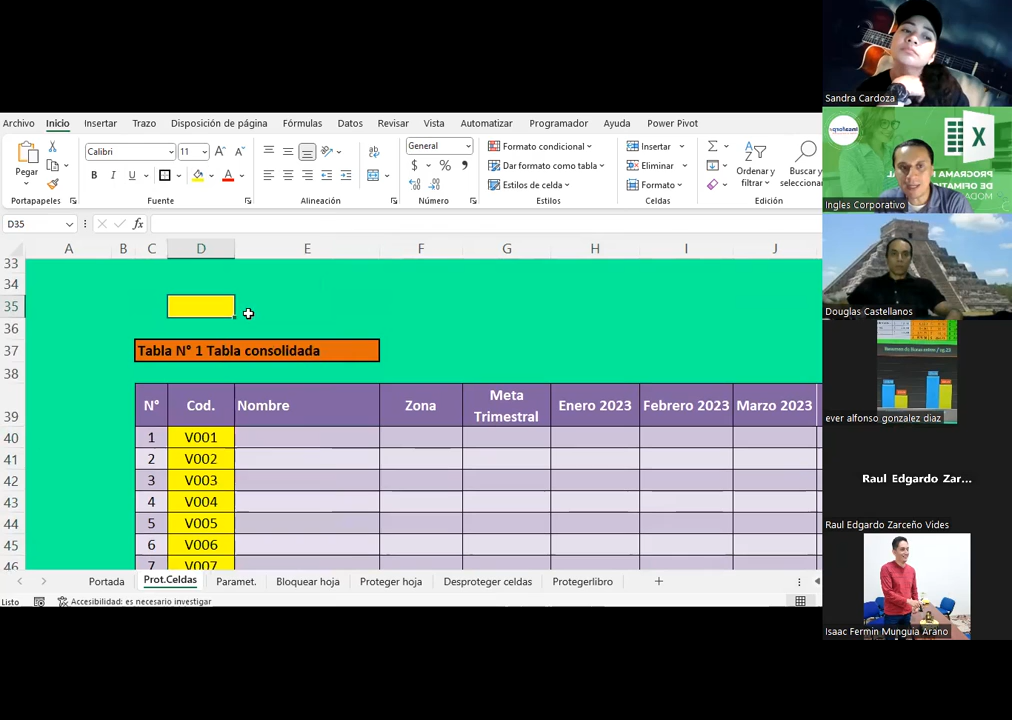 Archivo Inicio Insertar Trazo Disposición de página Fórmulas Datos Revisar Vista Automatizar Programador Ayuda Power Pivot
Pegar
Calibri 11 A A
N K S
ab
General
$ % ,
Formato condicional
Dar formato como tabla
Estilos de celda
Insertar
Eliminar
Formato
Ordenar y
filtrar
Buscar y
seleccionar
Portapapeles Fuente Alineación Número Estilos Celdas Edición
D35 fx
A B C D E F G H I J
33
34
35
36
37 Tabla N° 1 Tabla consolidada
38
39 N° Cod. Nombre Zona Meta Trimestral Enero 2023 Febrero 2023 Marzo 2023
40 1 V001
41 2 V002
42 3 V003
43 4 V004
44 5 V005
45 6 V006
46 7 V007
Portada Prot.Celdas Paramet. Bloquear hoja Proteger hoja Desproteger celdas Protegerlibro
Listo Accesibilidad: es necesario investigar
Sandra Cardoza
Ingles Corporativo
Douglas Castellanos
ever alfonso gonzalez diaz
Raul Edgardo Zar...
Raul Edgardo Zarceño Vides
Isaac Fermin Munguia Arano